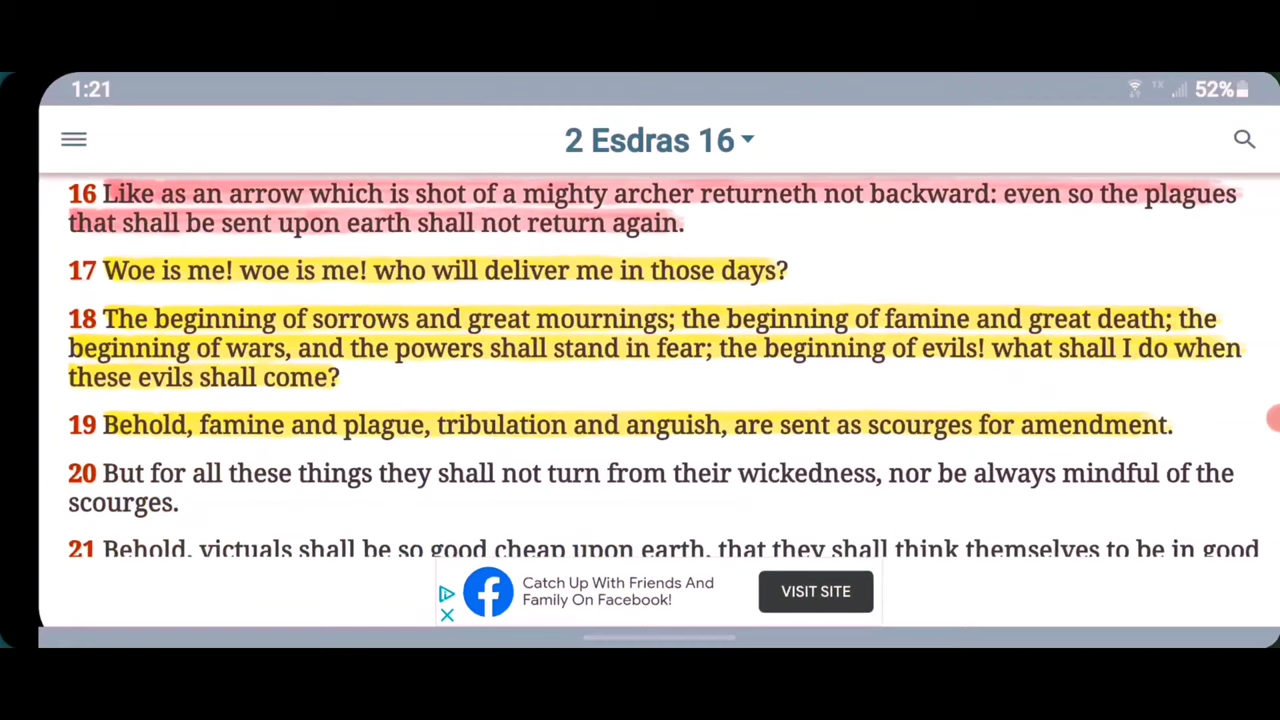 1:21
1X
52%
2 Esdras 16
16 Like as an arrow which is shot of a mighty archer returneth not backward: even so the plagues
that shall be sent upon earth shall not return again.
17 Woe is me! woe is me! who will deliver me in those days?
18 The beginning of sorrows and great mournings; the beginning of famine and great death; the
beginning of wars, and the powers shall stand in fear; the beginning of evils! what shall I do when
these evils shall come?
19 Behold, famine and plague, tribulation and anguish, are sent as scourges for amendment.
20 But for all these things they shall not turn from their wickedness, nor be always mindful of the
scourges.
21 Behold, victuals shall be so good cheap upon earth, that they shall think themselves to be in good
Catch Up With Friends And
Family On Facebook!
VISIT SITE